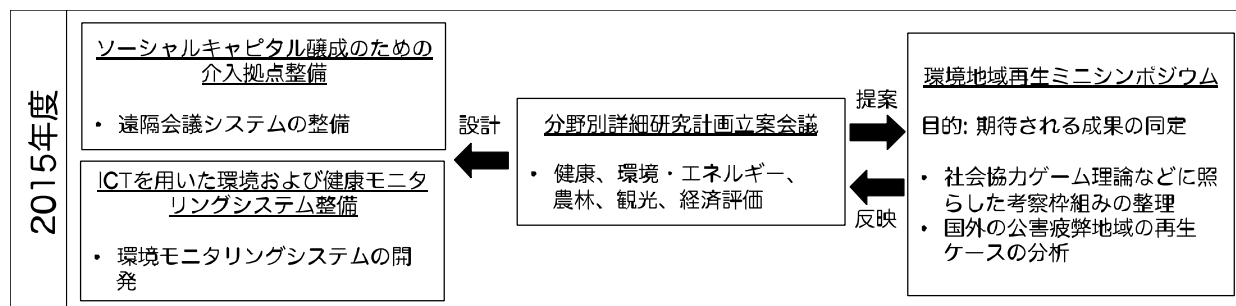 2015年度
ソーシャルキャピタル醸成のための
介入拠点整備
• 遠隔会議システムの整備
ICTを用いた環境および健康モニタ
リングシステム整備
• 環境モニタリングシステムの開
発
設計
分野別詳細研究計画立案会議
• 健康、環境・エネルギー、
農林、観光、経済評価
提案
反映
環境地域再生ミニシンポジウム
目的: 期待される成果の同定
• 社会協力ゲーム理論などに照
らした考察枠組みの整理
• 国外の公害疲弊地域の再生
ケースの分析